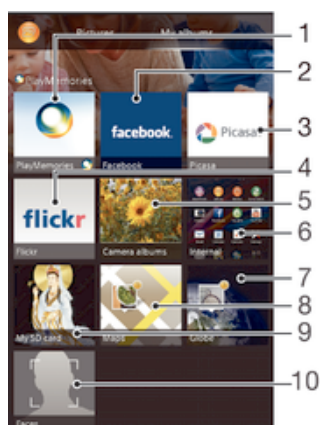 Pictures My albums
PlayMemories
facebook.
Picasa
PlayMemories Facebook Picasa
flickr
Flickr Camera albums Internal
My SD card Maps Globe
Faces
1
2
3
4
5
6
7
8
9
10